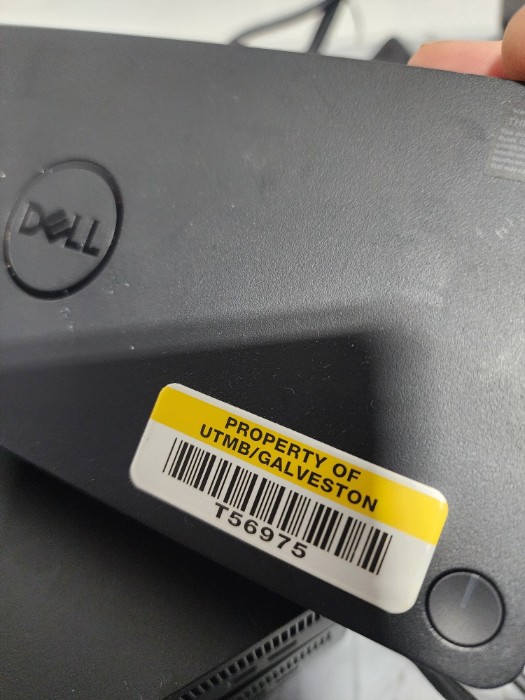 DELL
PROPERTY OF
UTMB/GALVESTON
T56975